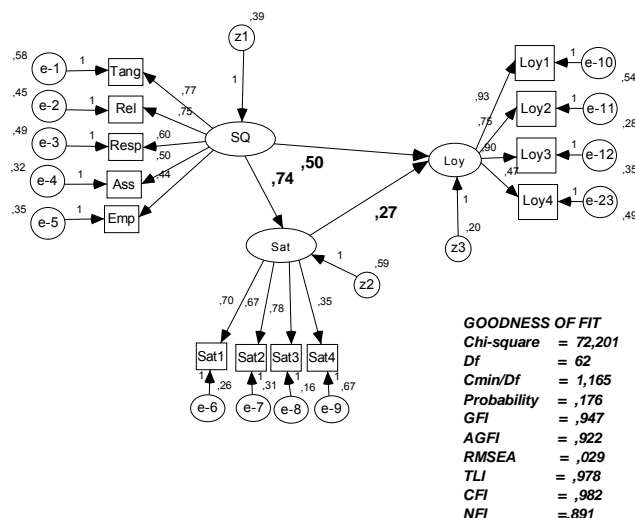 ,39
z1
1
,58
e-1
1
Tang
,77
,45
e-2
1
Rel
,75
,49
e-3
1
Resp
,60
,32
e-4
1
Ass
,50
,35
e-5
1
Emp
,44
SQ
,50
,74
,27
Loy
Loy1
1
e-10
,54
,93
Loy2
1
e-11
,28
,75
Loy3
1
e-12
,35
,90
Loy4
1
e-23
,49
,47
1
z3
,20
Sat
1
z2
,59
,70
,67
,78
,35
Sat1
Sat2
Sat3
Sat4
1
1
1
1
,26
,31
,16
,67
e-6
e-7
e-8
e-9
GOODNESS OF FIT
Chi-square = 72,201
Df = 62
Cmin/Df = 1,165
Probability = ,176
GFI = ,947
AGFI = ,922
RMSEA = ,029
TLI = ,978
CFI = ,982
NFI =,891